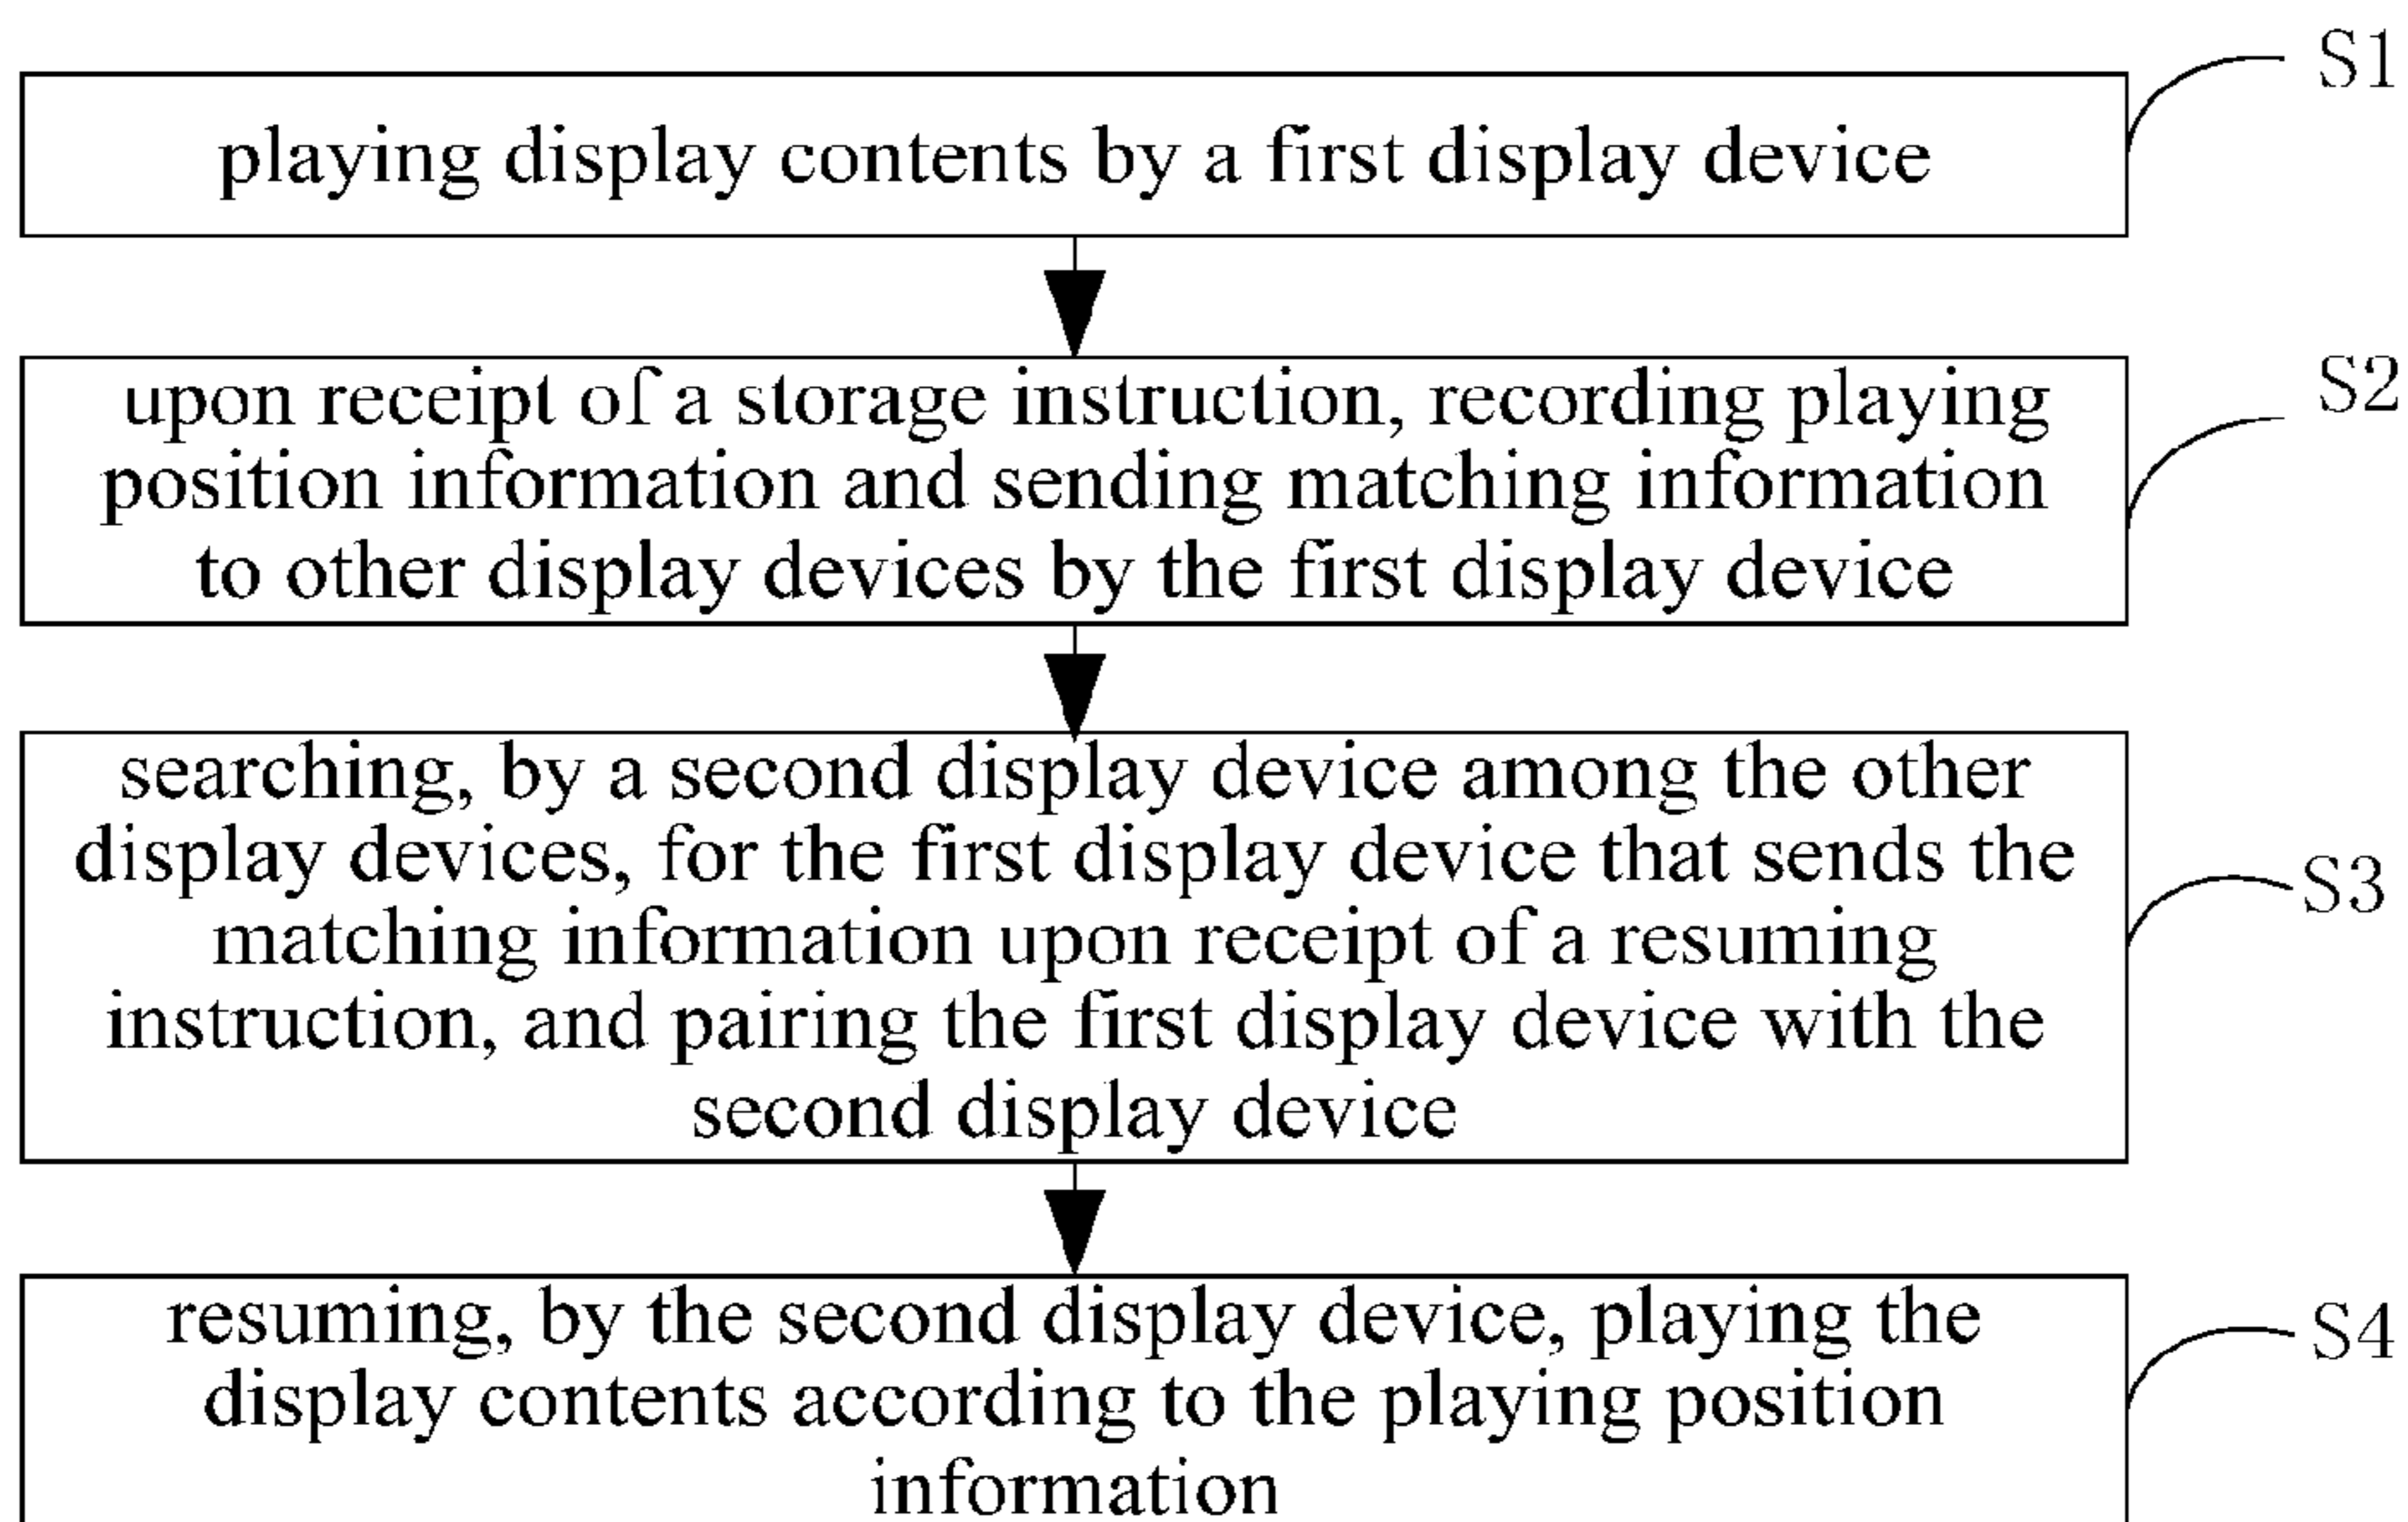 S1
playing display contents by a first display device
S2
upon receipt of a storage instruction, recording playing
position information and sending matching information
to other display devices by the first display device
searching, by a second display device among the other
display devices, for the first display device that sends the
S3
matching information upon receipt of a resuming
instruction, and pairing the first display device with the
second display device
resuming, by the second display device, playing the
S4
display contents according to the playing position
information